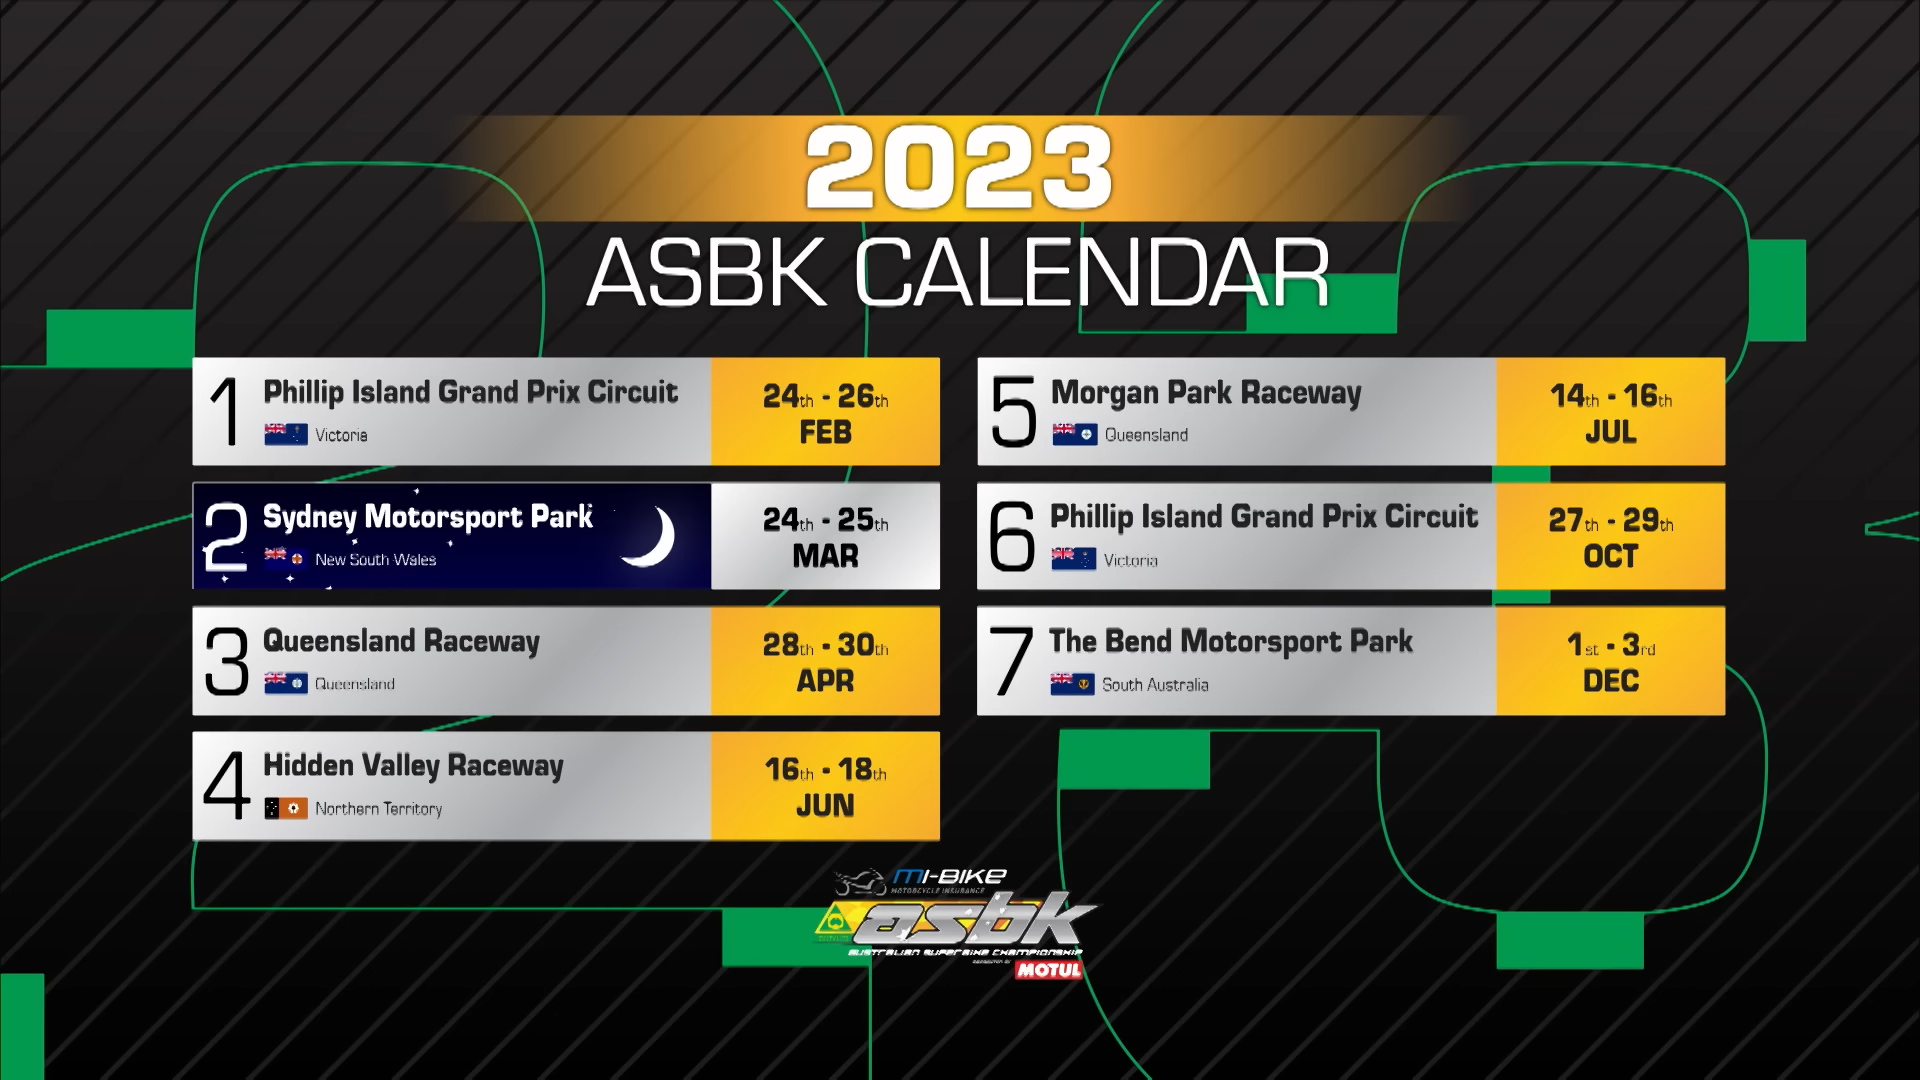 2023
ASBK CALENDAR
1
Phillip Island Grand Prix Circuit
Victoria
24th - 26th
FEB
2
Sydney Motorsport Park
New South Wales
24th - 25th
MAR
3
Queensland Raceway
Queensland
28th - 30th
APR
4
Hidden Valley Raceway
Northern Territory
16th - 18th
JUN
5
Morgan Park Raceway
Queensland
14th - 16th
JUL
6
Phillip Island Grand Prix Circuit
Victoria
27th - 29th
OCT
7
The Bend Motorsport Park
South Australia
1st - 3rd
DEC
MI-BIKE
MOTORCYCLE INSURANCE
asbk
AUSTRALIAN SUPERBIKE CHAMPIONSHIP
PRESENTED BY
MOTUL